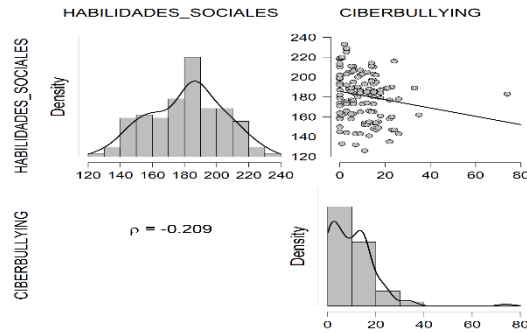 HABILIDADES_SOCIALES CIBERBULLYING
HABILIDADES_SOCIALES
Density
240
220
200
180
160
140
120
120 140 160 180 200 220 240
0 20 40 60 80
CIBERBULLYING
ρ = -0.209
Density
0 20 40 60 80